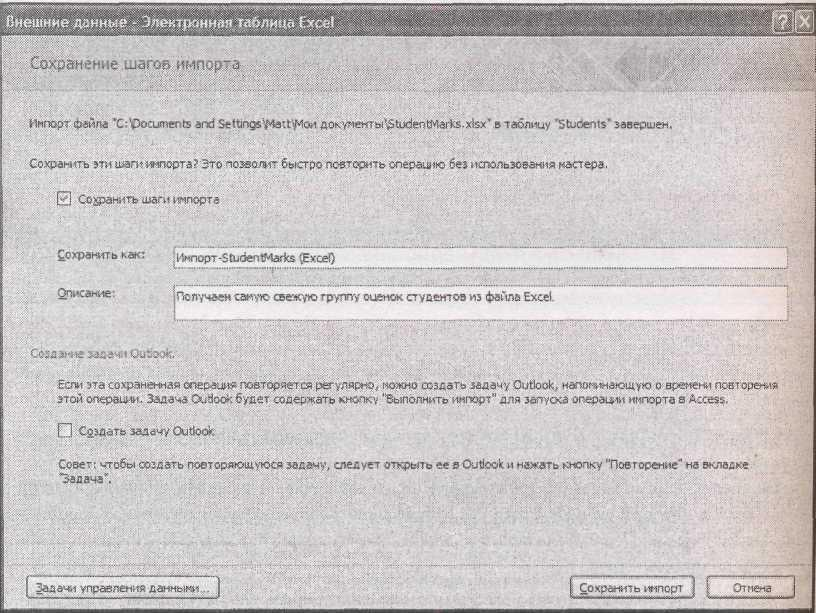 Внешние данные - Электронная таблица Excel
Сохранение шагов импорта
Импорт файла "C:\Documents and Settings\Matt\Мои документы\StudentMarks.xlsx" в таблицу "Students" завершен.
Сохранить эти шаги импорта? Это позволит быстро повторить операцию без использования мастера.
Сохранить шаги импорта
Сохранить как: Импорт-StudentMarks (Excel)
Описание: Получаем самую свежую группу оценок студентов из файла Excel.
Создание задачи Outlook.
Если эта сохраненная операция повторяется регулярно, можно создать задачу Outlook, напоминающую о времени повторения
этой операции. Задача Outlook будет содержать кнопку "Выполнить импорт" для запуска операции импорта в Access.
Создать задачу Outlook
Совет: чтобы создать повторяющуюся задачу, следует открыть ее в Outlook и нажать кнопку "Повторение" на вкладке
"Задача".
Задачи управления данными... Сохранить импорт Отмена